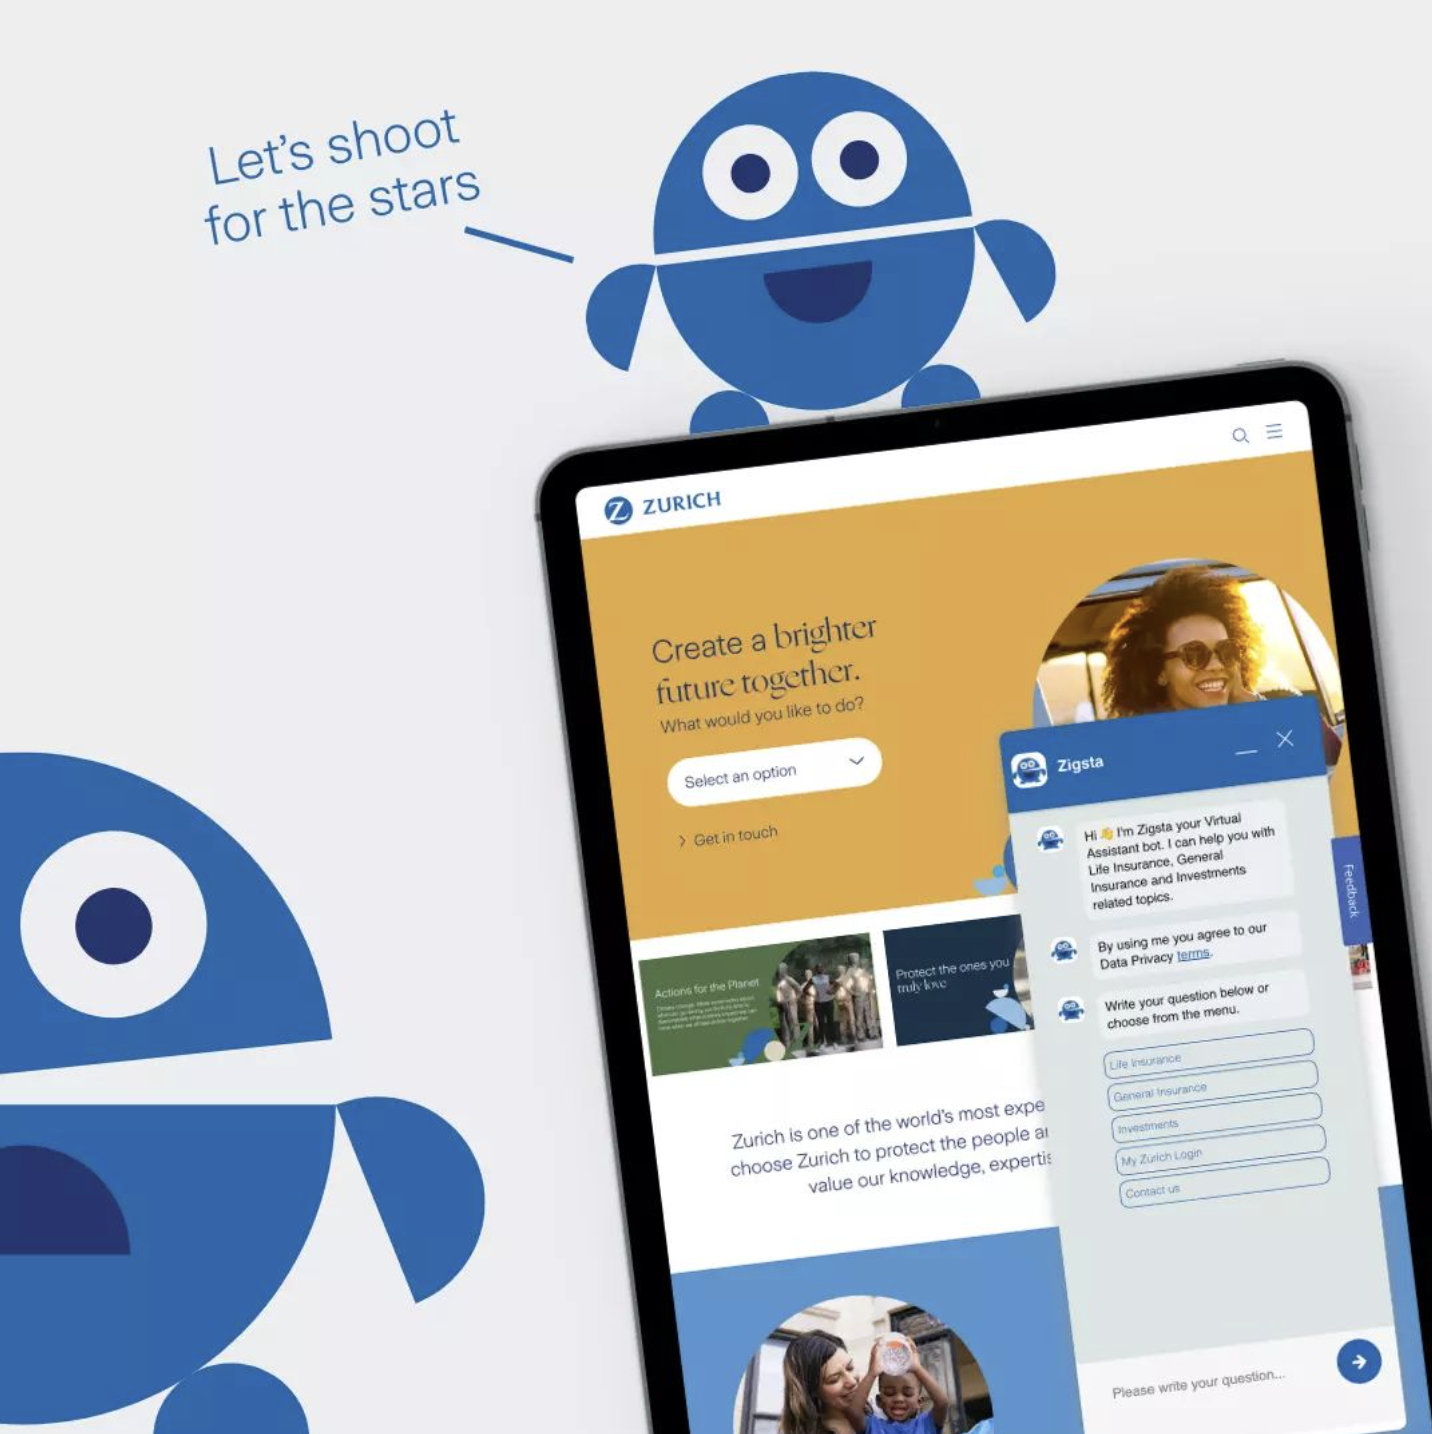 Let's shoot
for the stars
ZURICH
Create a brighter
future together.
What would you like to do?
Select an option
Get in touch
Zigsta
Hi 👋 I'm Zigsta your Virtual
Assistant bot. I can help you with
Life Insurance, General
Insurance and Investments
related topics.
Feedback
By using me you agree to our
Data Privacy terms.
Write your question below or
choose from the menu.
Life Insurance
General Insurance
Investments
My Zurich Login
Contact us
Please write your question...
Actions for the Planet
Protect the ones you
truly love
Zurich is one of the world's most expe
choose Zurich to protect the people a
value our knowledge, expertis